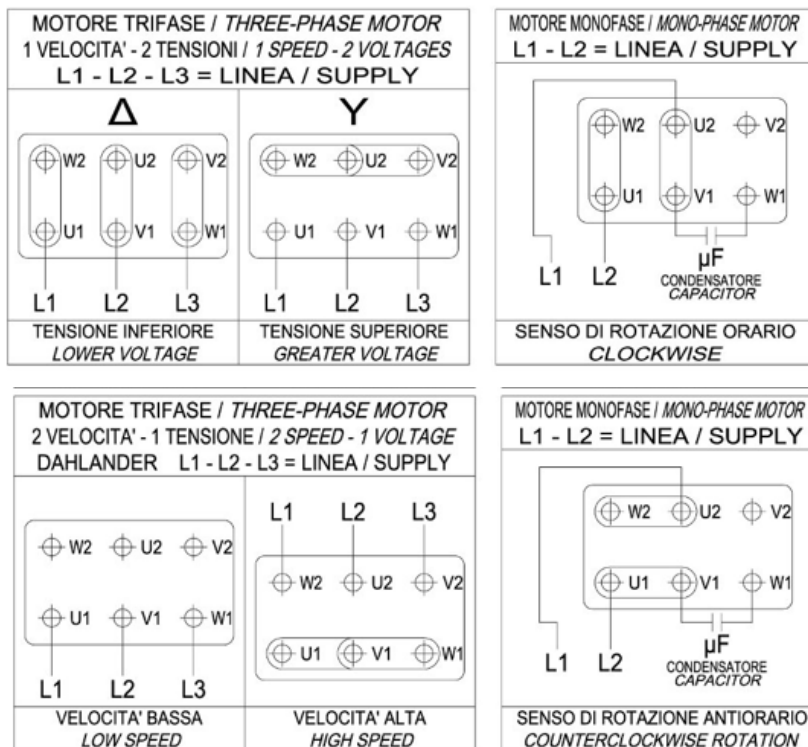 MOTORE TRIFASE / THREE-PHASE MOTOR
1 VELOCITA' - 2 TENSIONI / 1 SPEED - 2 VOLTAGES
L1 - L2 - L3 = LINEA / SUPPLY
Δ Y
W2 U2 V2 W2 U2 V2
U1 V1 W1 U1 V1 W1
L1 L2 L3 L1 L2 L3
TENSIONE INFERIORE
LOWER VOLTAGE
TENSIONE SUPERIORE
GREATER VOLTAGE
MOTORE MONOFASE / MONO-PHASE MOTOR
L1 - L2 = LINEA / SUPPLY
W2 U2 V2
U1 V1 W1
L1 L2
µF
CONDENSATORE
CAPACITOR
SENSO DI ROTAZIONE ORARIO
CLOCKWISE
MOTORE TRIFASE / THREE-PHASE MOTOR
2 VELOCITA' - 1 TENSIONE / 2 SPEED - 1 VOLTAGE
DAHLANDER L1 - L2 - L3 = LINEA / SUPPLY
W2 U2 V2
U1 V1 W1
L1 L2 L3
VELOCITA' BASSA
LOW SPEED
L1 L2 L3
W2 U2 V2
U1 V1 W1
VELOCITA' ALTA
HIGH SPEED
MOTORE MONOFASE / MONO-PHASE MOTOR
L1 - L2 = LINEA / SUPPLY
W2 U2 V2
U1 V1 W1
L1 L2
µF
CONDENSATORE
CAPACITOR
SENSO DI ROTAZIONE ANTIORARIO
COUNTERCLOCKWISE ROTATION